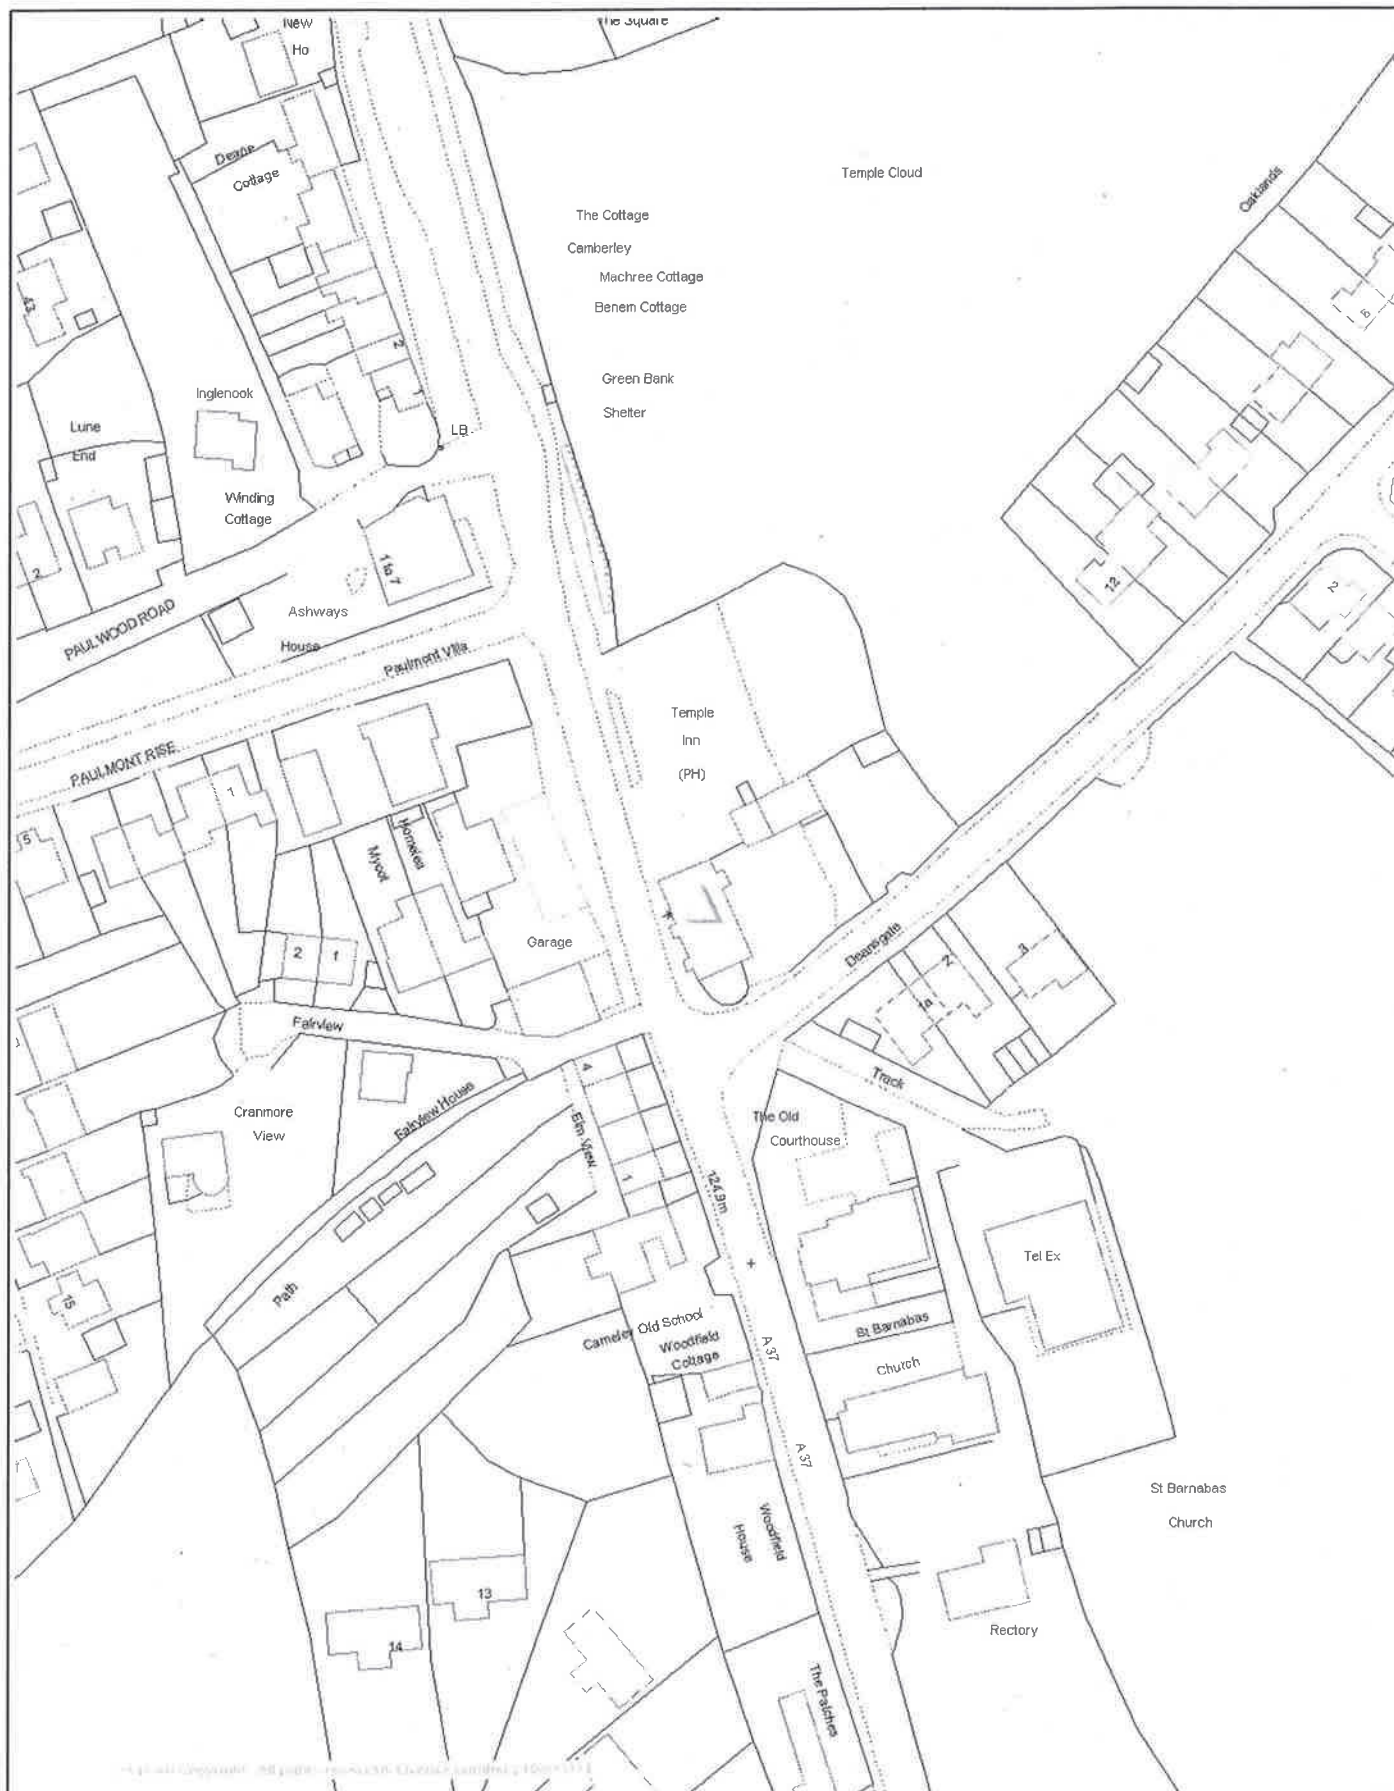 New
Ho
The Square
Deane
Cottage
Temple Cloud
Oaklands
The Cottage
Camberley
Machree Cottage
Benem Cottage
43
6
2
1
Green Bank
Inglenook
Shelter
Lune
End
LB
Winding
Cottage
1 to 7
2
12
2
PAULWOOD ROAD
Ashways
House
Paulmont Villa
Temple
Inn
(PH)
PAULMONT RISE
1
5
Homelea
Myoot
Garage
2
1
Deansgate
2
1a
3
Fairview
4
Track
Fairview House
Cranmore
View
Elm View
1
The Old
Courthouse
124.9m
Tel Ex
15
Path
Cameley Old School
Woodfield
Cottage
A 37
St Barnabas
Church
A 37
St Barnabas
Church
Woodfield
House
13
14
Rectory
The Patches